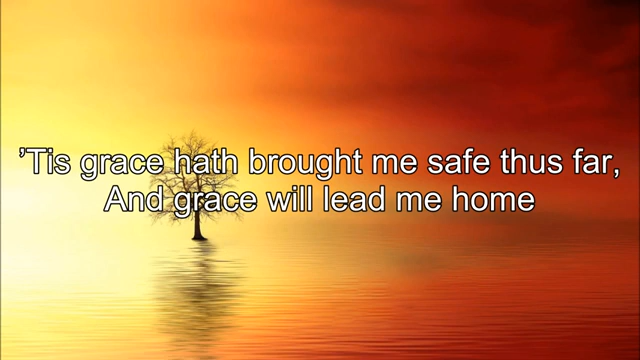 ’Tis grace hath brought me safe thus far,
And grace will lead me home